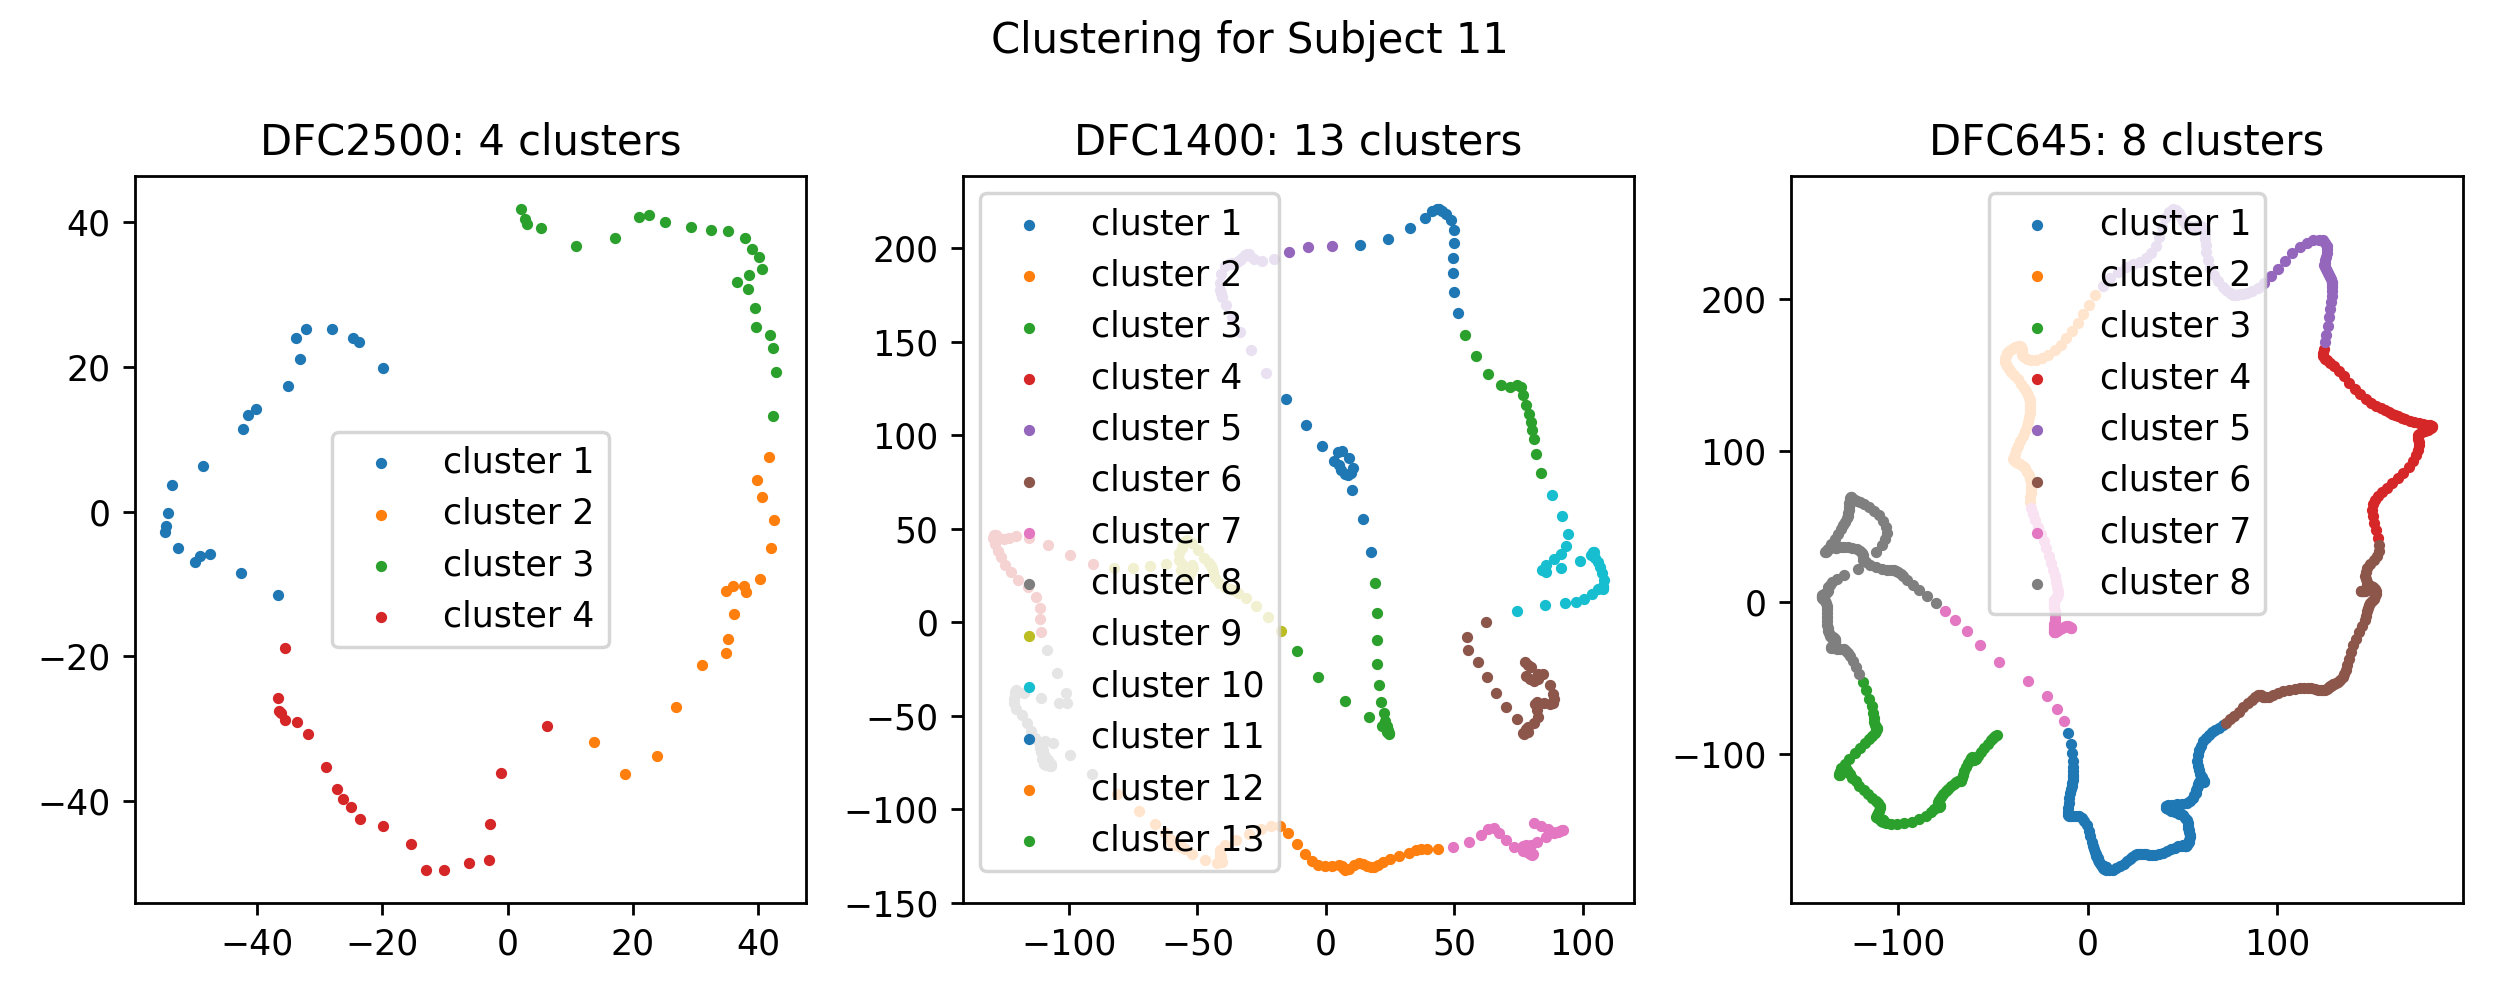 Clustering for Subject 11
DFC2500: 4 clusters
40
20
0
−20
−40
−40
−20
0
20
40
cluster 1
cluster 2
cluster 3
cluster 4
DFC1400: 13 clusters
200
150
100
50
0
−50
−100
−150
−100
−50
0
50
100
cluster 1
cluster 2
cluster 3
cluster 4
cluster 5
cluster 6
cluster 7
cluster 8
cluster 9
cluster 10
cluster 11
cluster 12
cluster 13
DFC645: 8 clusters
200
100
0
−100
−100
0
100
cluster 1
cluster 2
cluster 3
cluster 4
cluster 5
cluster 6
cluster 7
cluster 8